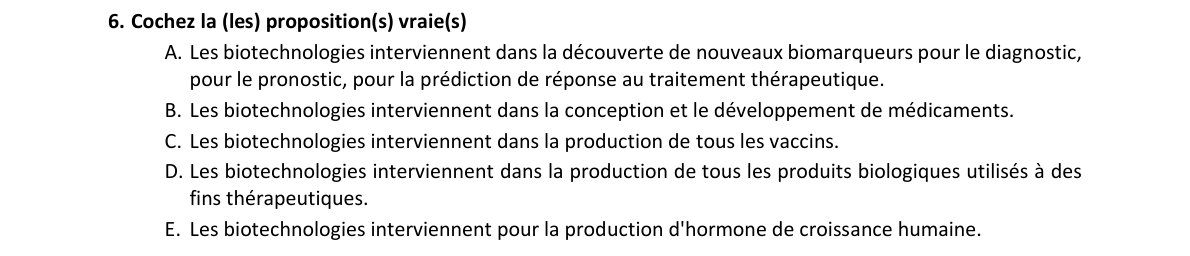 6. Cochez la (les) proposition(s) vraie(s)
A. Les biotechnologies interviennent dans la découverte de nouveaux biomarqueurs pour le diagnostic,
pour le pronostic, pour la prédiction de réponse au traitement thérapeutique.
B. Les biotechnologies interviennent dans la conception et le développement de médicaments.
C. Les biotechnologies interviennent dans la production de tous les vaccins.
D. Les biotechnologies interviennent dans la production de tous les produits biologiques utilisés à des
fins thérapeutiques.
E. Les biotechnologies interviennent pour la production d'hormone de croissance humaine.